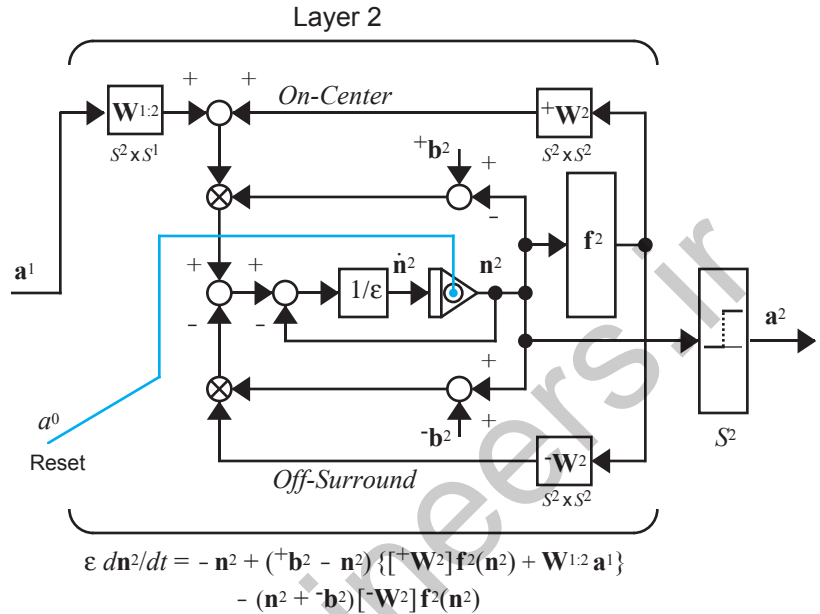 Layer 2
+ + On-Center
W¹:² ⁺W²
S² x S¹ S² x S²
⁺b² +
-
f²
a¹ + + ṅ² n²
1/ε
- - a²
+
a⁰ ⁻b² + S²
Reset
Off-Surround ⁻W²
S² x S²
ε dn²/dt = - n² + (⁺b² - n²) {[⁺W²] f²(n²) + W¹:² a¹}
- (n² + ⁻b²) [⁻W²] f²(n²)
ineers.ir